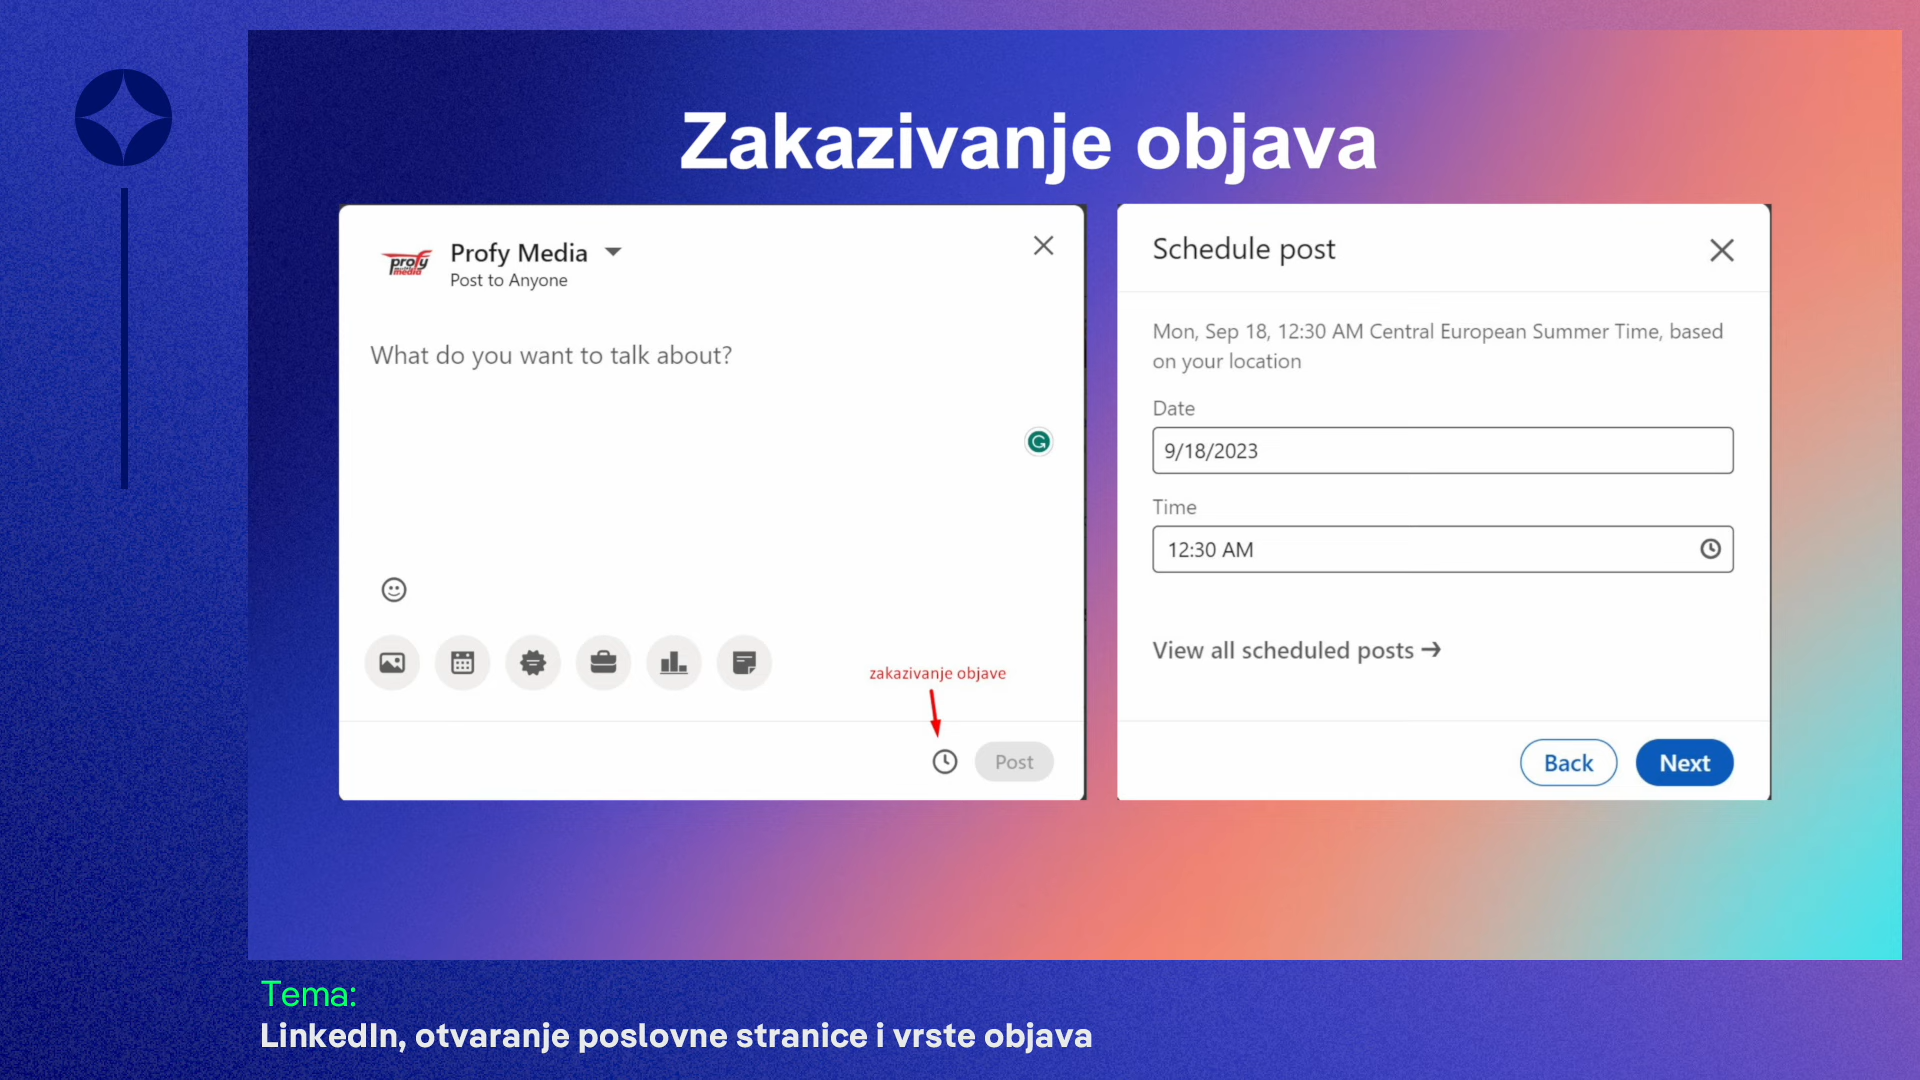 Zakazivanje objava
profy
media
Profy Media
Post to Anyone
What do you want to talk about?
zakazivanje objave
Post
Schedule post
Mon, Sep 18, 12:30 AM Central European Summer Time, based
on your location
Date
9/18/2023
Time
12:30 AM
View all scheduled posts →
Back
Next
Tema:
LinkedIn, otvaranje poslovne stranice i vrste objava